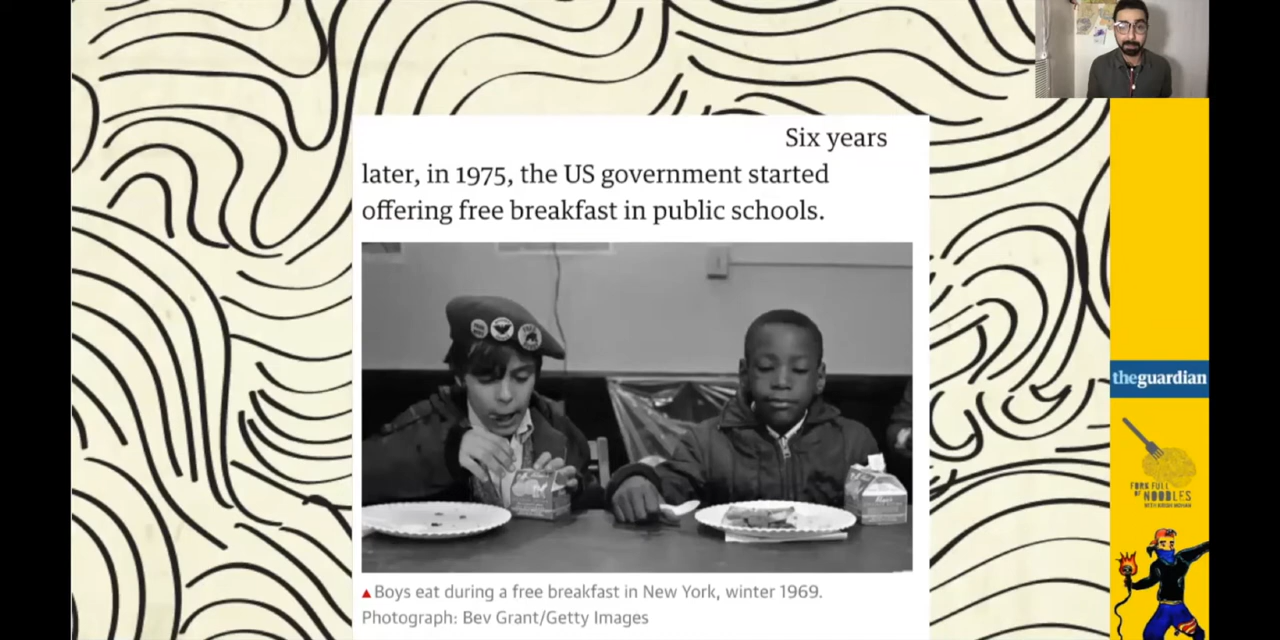 Six years
later, in 1975, the US government started
offering free breakfast in public schools.
▲Boys eat during a free breakfast in New York, winter 1969.
Photograph: Bev Grant/Getty Images
theguardian
FORK FULL
OF NOODLES